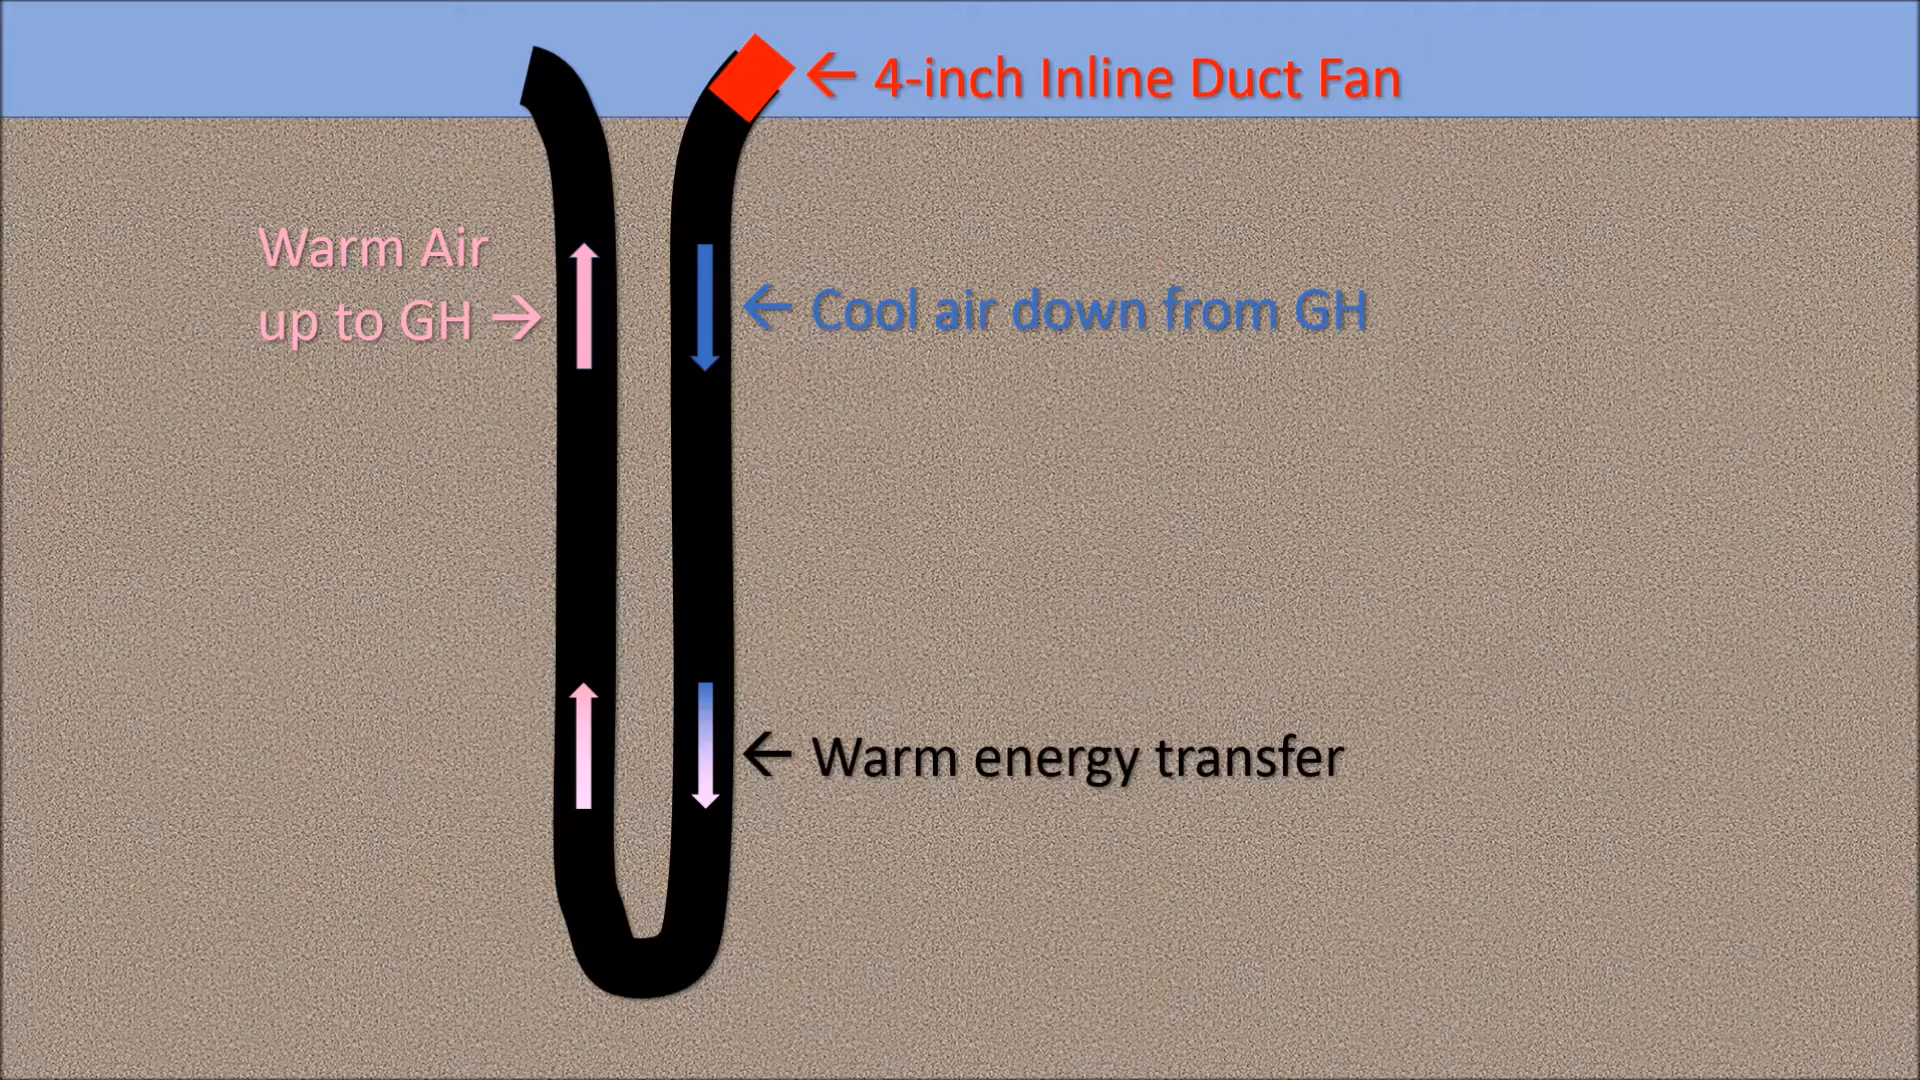 ← 4-inch Inline Duct Fan
Warm Air
up to GH →
← Cool air down from GH
← Warm energy transfer